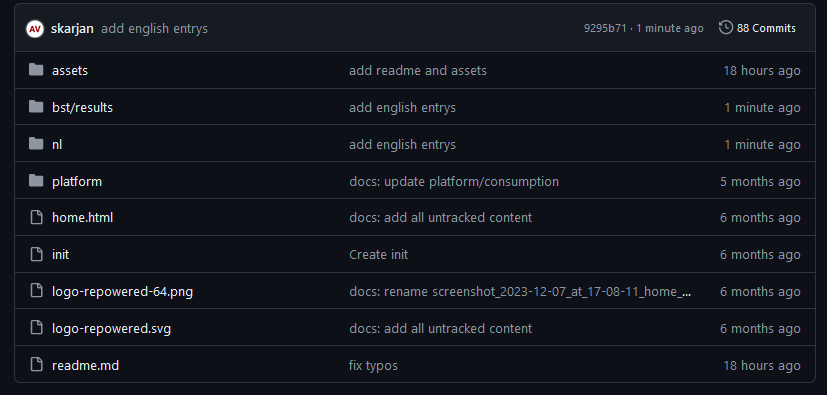 AV skarjan add english entrys 9295b71 · 1 minute ago 88 Commits
assets add readme and assets 18 hours ago
bst/results add english entrys 1 minute ago
nl add english entrys 1 minute ago
platform docs: update platform/consumption 5 months ago
home.html docs: add all untracked content 6 months ago
init Create init 6 months ago
logo-repowered-64.png docs: rename screenshot_2023-12-07_at_17-08-11_home_... 6 months ago
logo-repowered.svg docs: add all untracked content 6 months ago
readme.md fix typos 18 hours ago